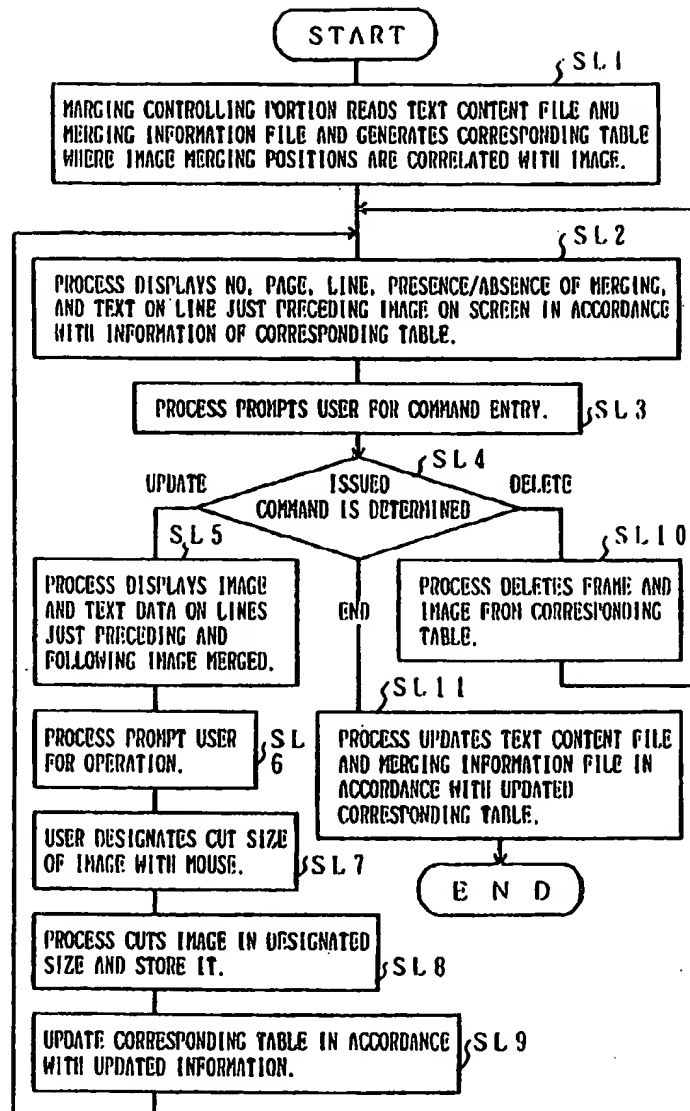 START
SL1
MARGING CONTROLLING PORTION READS TEXT CONTENT FILE AND
MERGING INFORMATION FILE AND GENERATES CORRESPONDING TABLE
WHERE IMAGE MERGING POSITIONS ARE CORRELATED WITH IMAGE.
SL2
PROCESS DISPLAYS NO, PAGE, LINE, PRESENCE/ABSENCE OF MERGING,
AND TEXT ON LINE JUST PRECEDING IMAGE ON SCREEN IN ACCORDANCE
WITH INFORMATION OF CORRESPONDING TABLE.
PROCESS PROMPTS USER FOR COMMAND ENTRY.
SL3
SL4
ISSUED
COMMAND IS DETERMINED
UPDATE
DELETE
END
SL5
PROCESS DISPLAYS IMAGE
AND TEXT DATA ON LINES
JUST PRECEDING AND
FOLLOWING IMAGE MERGED.
PROCESS PROMPT USER
FOR OPERATION.
SL
6
USER DESIGNATES CUT SIZE
OF IMAGE WITH MOUSE.
SL7
PROCESS CUTS IMAGE IN DESIGNATED
SIZE AND STORE IT.
SL8
UPDATE CORRESPONDING TABLE IN ACCORDANCE
WITH UPDATED INFORMATION.
SL9
SL10
PROCESS DELETES FRAME AND
IMAGE FROM CORRESPONDING
TABLE.
SL11
PROCESS UPDATES TEXT CONTENT FILE
AND MERGING INFORMATION FILE IN
ACCORDANCE WITH UPDATED
CORRESPONDING TABLE.
END